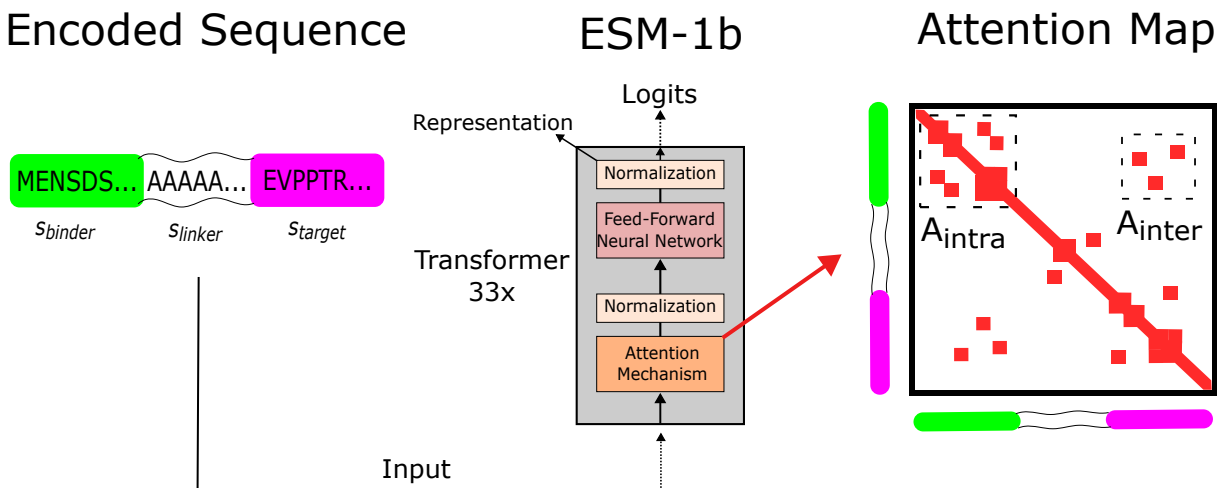 Encoded Sequence
ESM-1b
Attention Map
Logits
Representation
MENSDS... AAAAA... EVPPTR...
sbinder slinker starget
Transformer
33x
Normalization
Feed-Forward
Neural Network
Normalization
Attention
Mechanism
Aintra
Ainter
Input